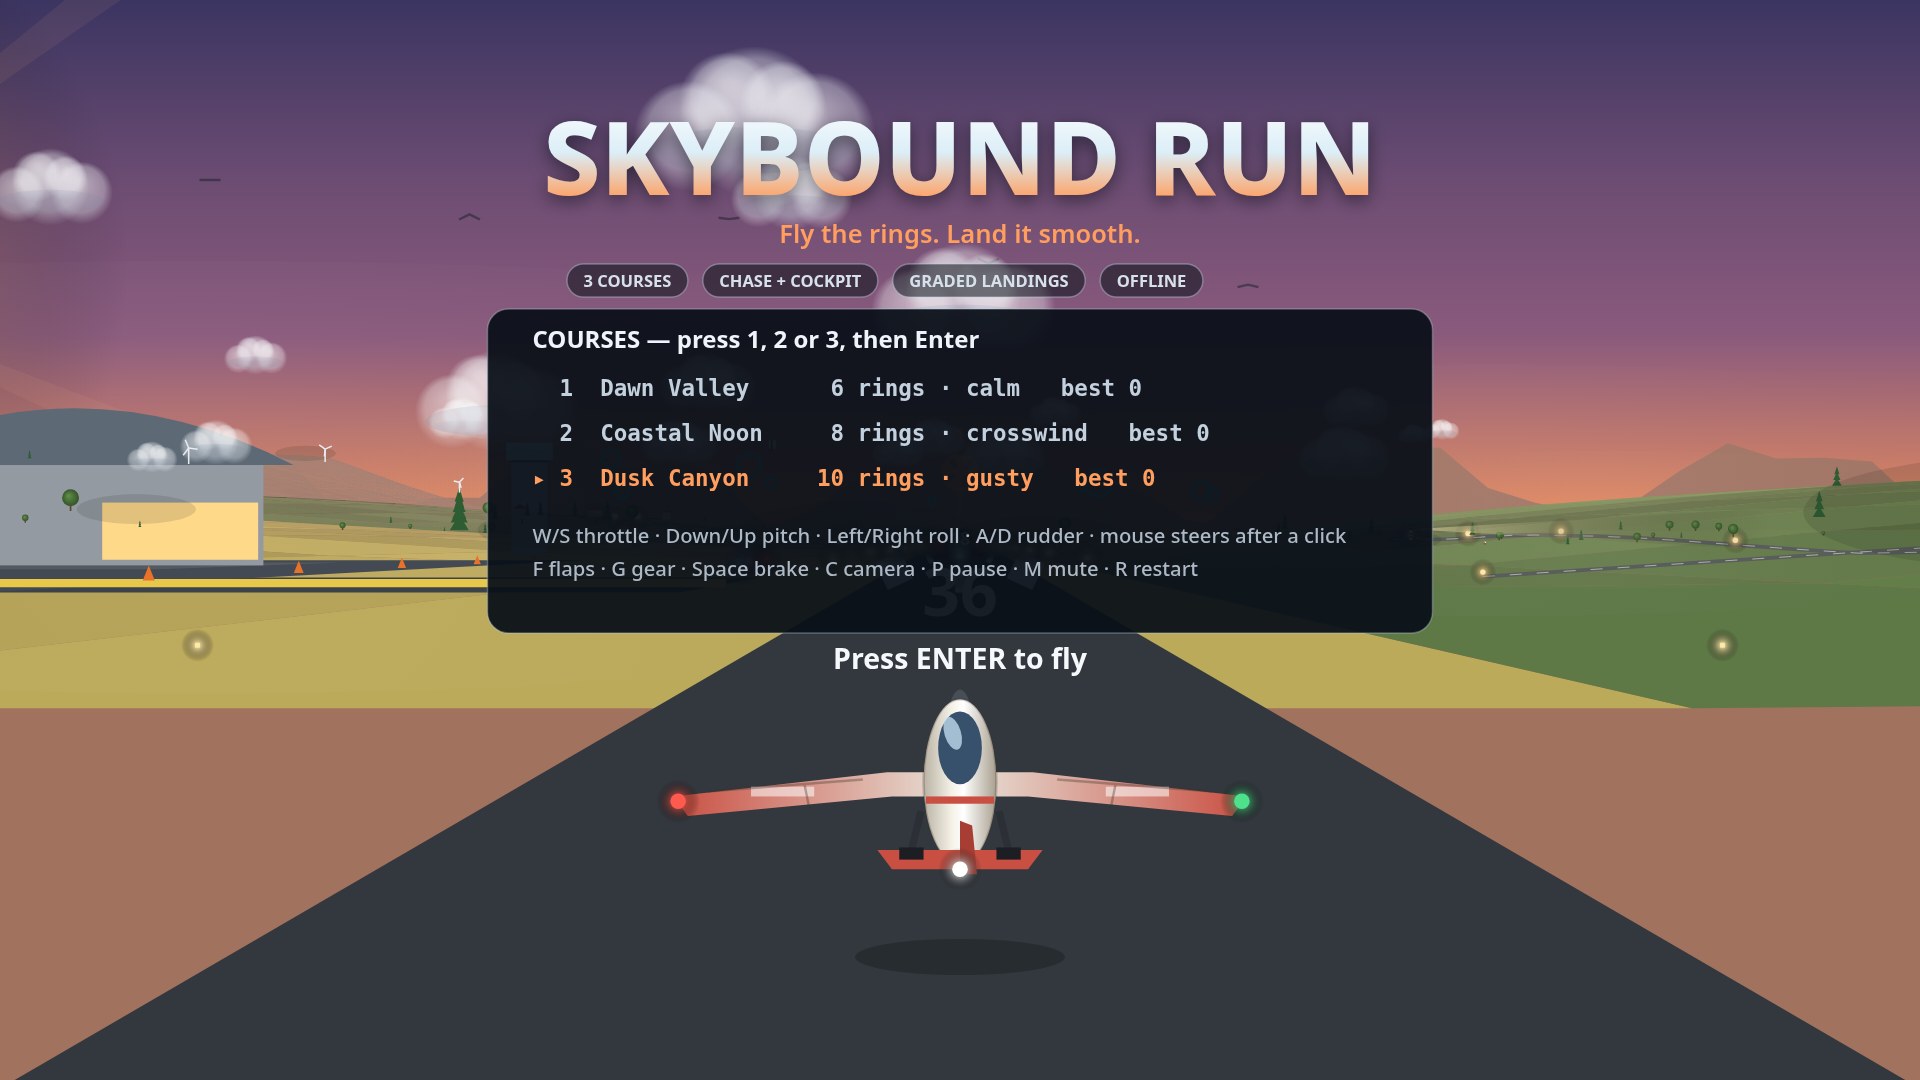 SKYBOUND RUN
Fly the rings. Land it smooth.
3 COURSES CHASE + COCKPIT GRADED LANDINGS OFFLINE
COURSES — press 1, 2 or 3, then Enter
1 Dawn Valley 6 rings · calm best 0
2 Coastal Noon 8 rings · crosswind best 0
▸ 3 Dusk Canyon 10 rings · gusty best 0
W/S throttle · Down/Up pitch · Left/Right roll · A/D rudder · mouse steers after a click
F flaps · G gear · Space brake · C camera · P pause · M mute · R restart
36
Press ENTER to fly